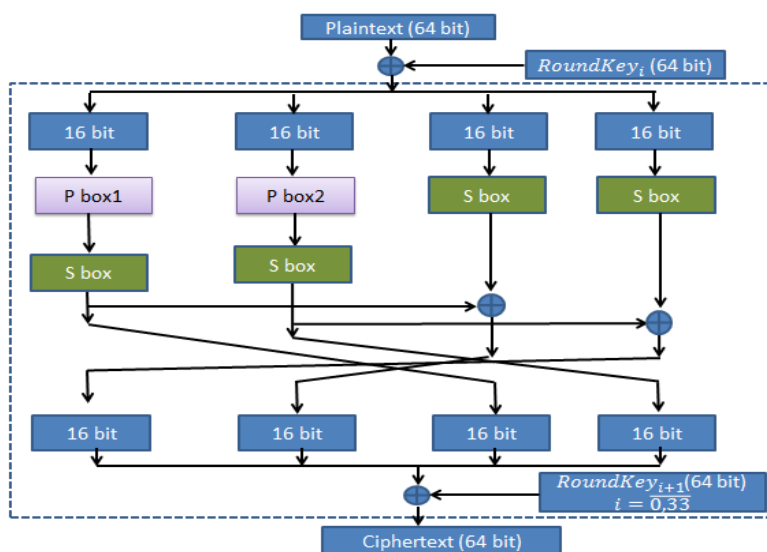 Plaintext (64 bit)
RoundKey_i (64 bit)
16 bit
16 bit
16 bit
16 bit
P box1
P box2
S box
S box
S box
S box
16 bit
16 bit
16 bit
16 bit
RoundKey_{i+1}(64 bit)
i = \overline{0,33}
Ciphertext (64 bit)